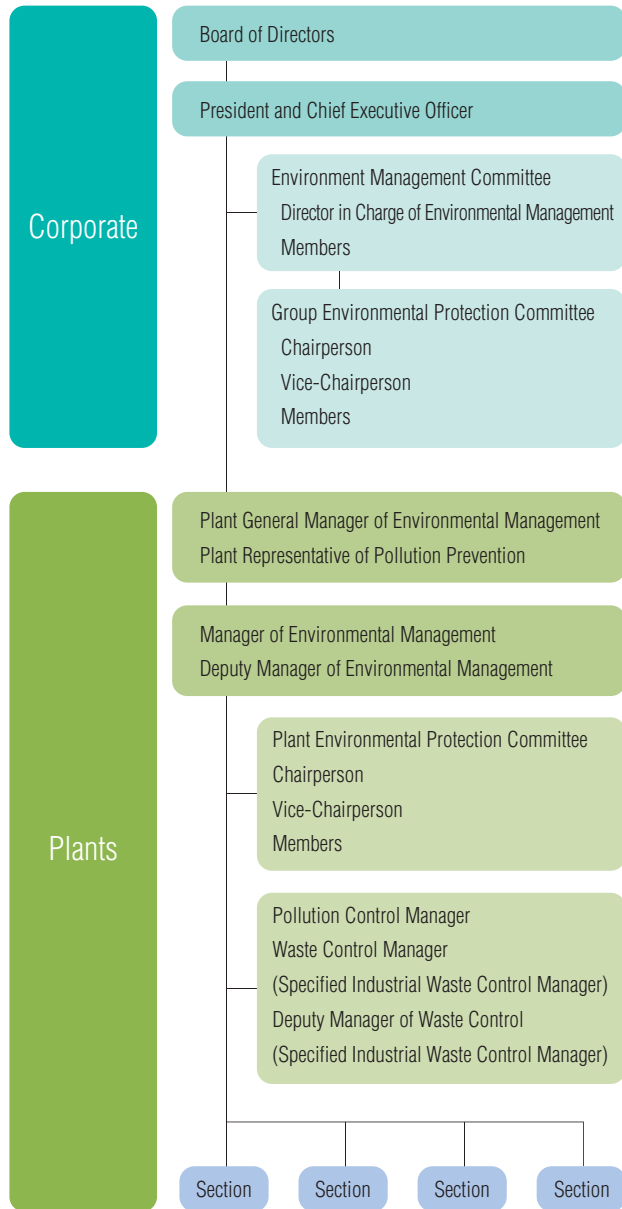 Corporate
Board of Directors
President and Chief Executive Officer
Environment Management Committee
Director in Charge of Environmental Management
Members
Group Environmental Protection Committee
Chairperson
Vice-Chairperson
Members
Plants
Plant General Manager of Environmental Management
Plant Representative of Pollution Prevention
Manager of Environmental Management
Deputy Manager of Environmental Management
Plant Environmental Protection Committee
Chairperson
Vice-Chairperson
Members
Pollution Control Manager
Waste Control Manager
(Specified Industrial Waste Control Manager)
Deputy Manager of Waste Control
(Specified Industrial Waste Control Manager)
Section
Section
Section
Section